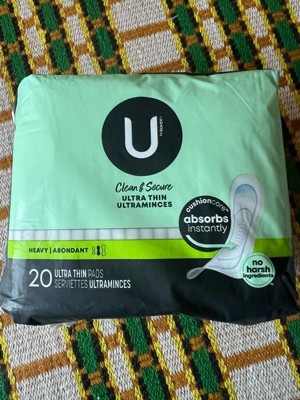 U
by kotex
Clean & Secure
ULTRA THIN
ULTRAMINCES
cushioncore
absorbs
instantly
HEAVY | ABONDANT
20 ULTRA THIN PADS
SERVIETTES ULTRAMINCES
no
harsh
ingredients